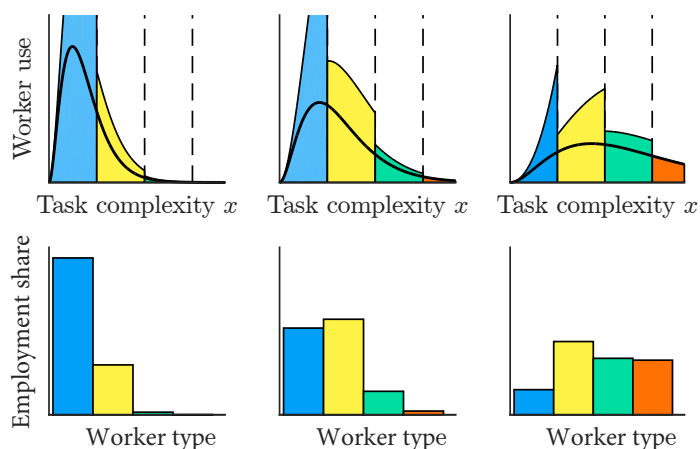 Worker use
Task complexity x
Task complexity x
Task complexity x
Employment share
Worker type
Worker type
Worker type